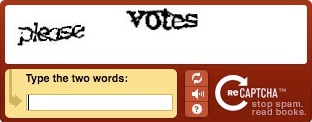 please votes
Type the two words:
reCAPTCHA™
stop spam.
read books.